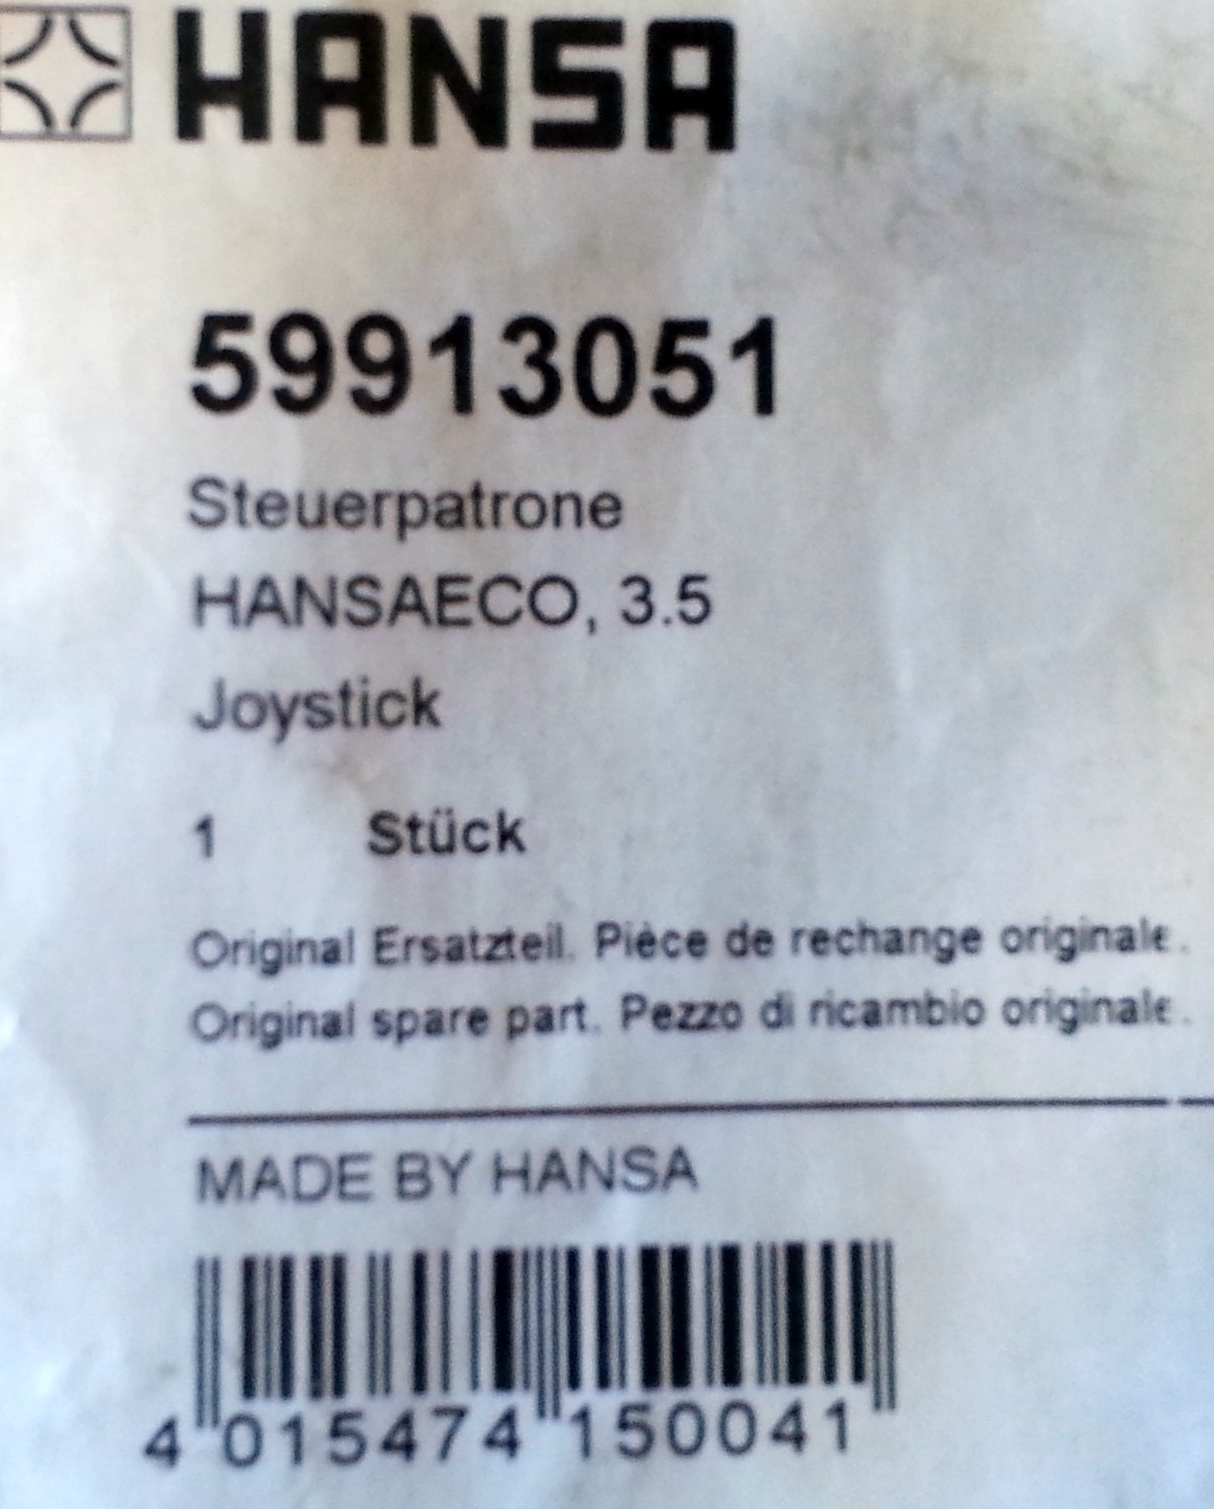 HANSA
59913051
Steuerpatrone
HANSAECO, 3.5
Joystick
1 Stück
Original Ersatzteil. Pièce de rechange originale.
Original spare part. Pezzo di ricambio originale.
MADE BY HANSA
4 015474 150041